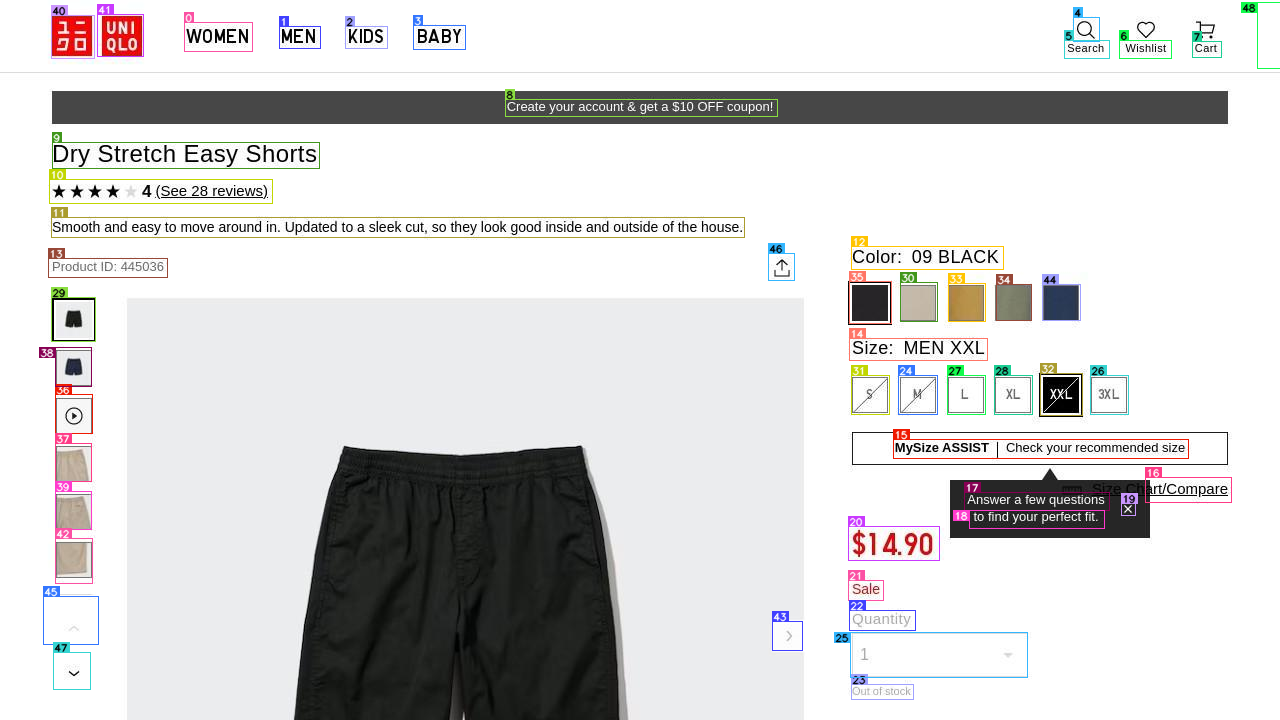 40 41 0 1 2 3 4 5 6 7 48
ユニ
クロ
UNI
QLO
WOMEN MEN KIDS BABY
Search Wishlist Cart
8
Create your account & get a $10 OFF coupon!
9
Dry Stretch Easy Shorts
10
4 (See 28 reviews)
11
Smooth and easy to move around in. Updated to a sleek cut, so they look good inside and outside of the house.
13
Product ID: 445036
46
29
38
36
37
39
42
45
47
43
12
Color: 09 BLACK
35 30 33 34 44
14
Size: MEN XXL
31 24 27 28 32 26
S M L XL XXL 3XL
15
MySize ASSIST | Check your recommended size
16
Size Chart/Compare
17 19
Answer a few questions
18 to find your perfect fit.
20
$14.90
21
Sale
22
Quantity
25
1
23
Out of stock